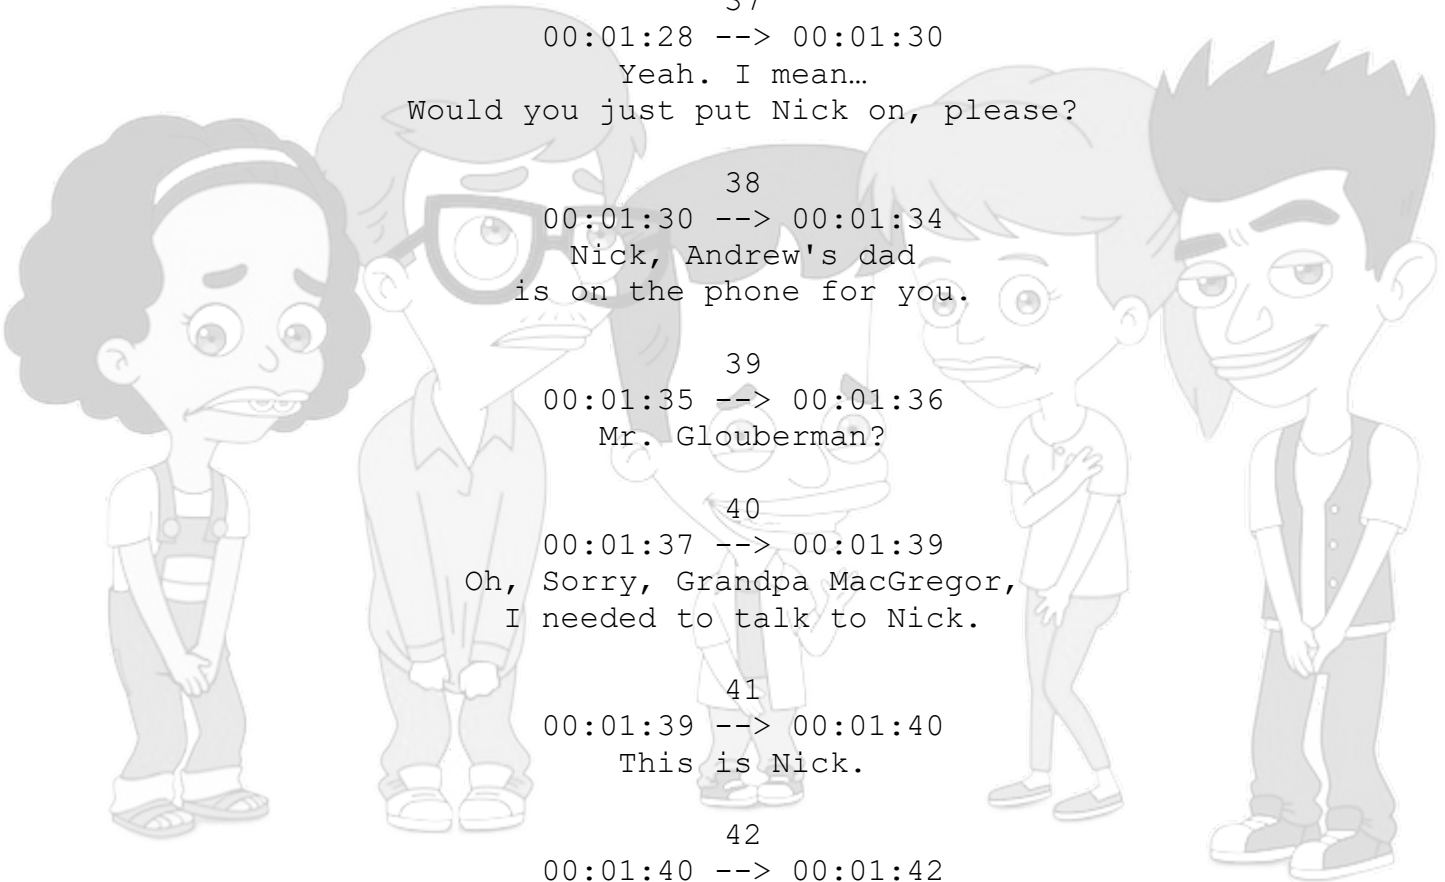 37
00:01:28 --> 00:01:30
Yeah. I mean…
Would you just put Nick on, please?
38
00:01:30 --> 00:01:34
Nick, Andrew's dad
is on the phone for you.
39
00:01:35 --> 00:01:36
Mr. Glouberman?
40
00:01:37 --> 00:01:39
Oh, Sorry, Grandpa MacGregor,
I needed to talk to Nick.
41
00:01:39 --> 00:01:40
This is Nick.
42
00:01:40 --> 00:01:42